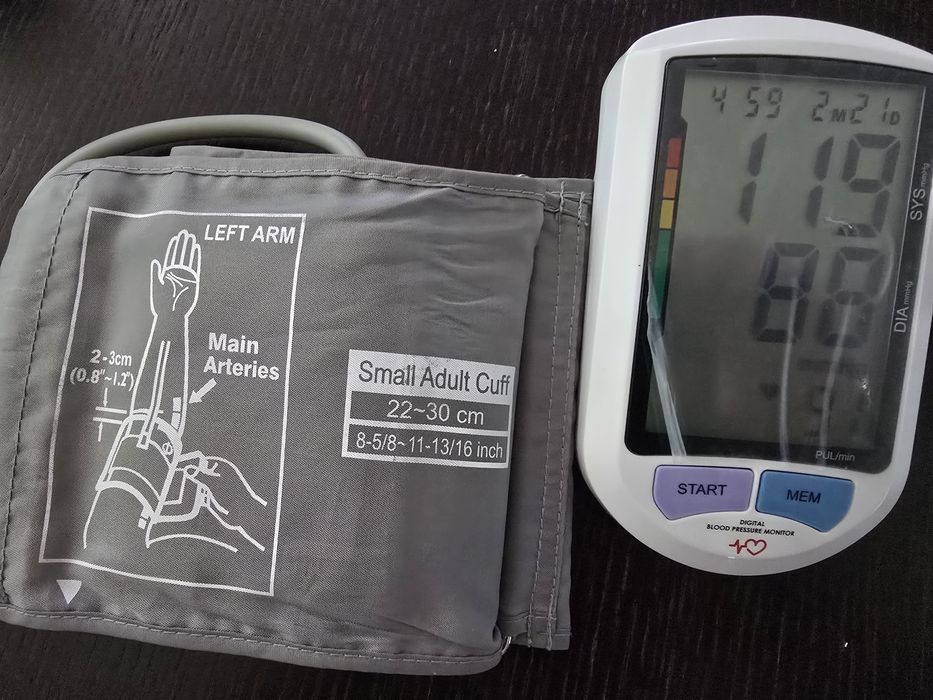 LEFT ARM
Main
Arteries
2-3cm
(0.8"~1.2")
Small Adult Cuff
22~30 cm
8-5/8~11-13/16 inch
4 59 2M21D
119
SYS mmHg
88
DIA mmHg
PUL/min
START
MEM
DIGITAL
BLOOD PRESSURE MONITOR